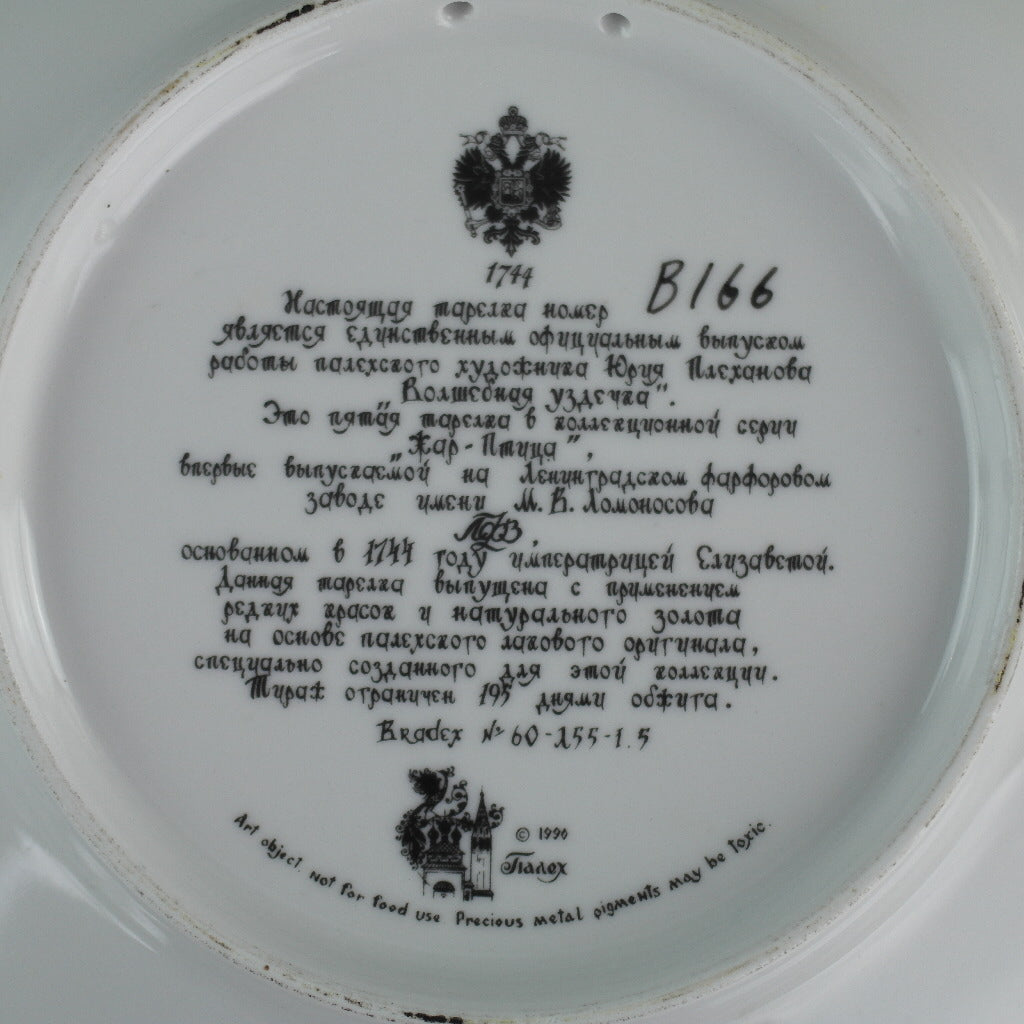 1744
Настоящая тарелка номер B166
является единственным официальным выпуском
работы палехского художника Юрия Плеханова
„Волшебная уздечка".
Это пятая тарелка в коллекционной серии
„Жар-Птица",
впервые выпускаемой на Ленинградском фарфоровом
заводе имени М. В. Ломоносова
основанном в 1744 году императрицей Елизаветой.
Данная тарелка выпущена с применением
редких красок и натурального золота
на основе палехского лакового оригинала,
специально созданного для этой коллекции.
Тираж ограничен 195 днями обжига.
Bradex № 60-Л55-1.5
© 1990
Палех
Art object. Not for food use Precious metal pigments may be toxic.